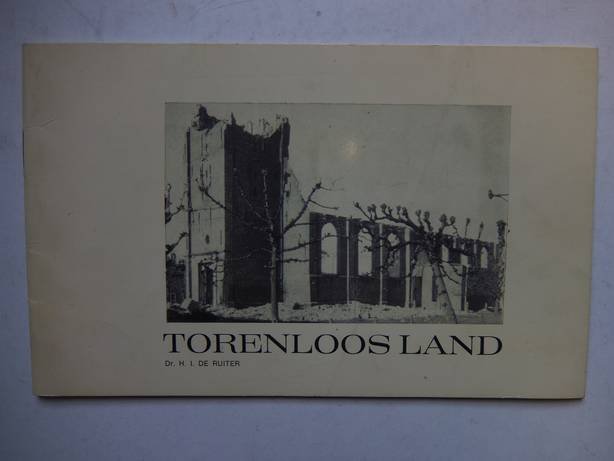 TORENLOOS LAND
Dr. H. I. DE RUITER